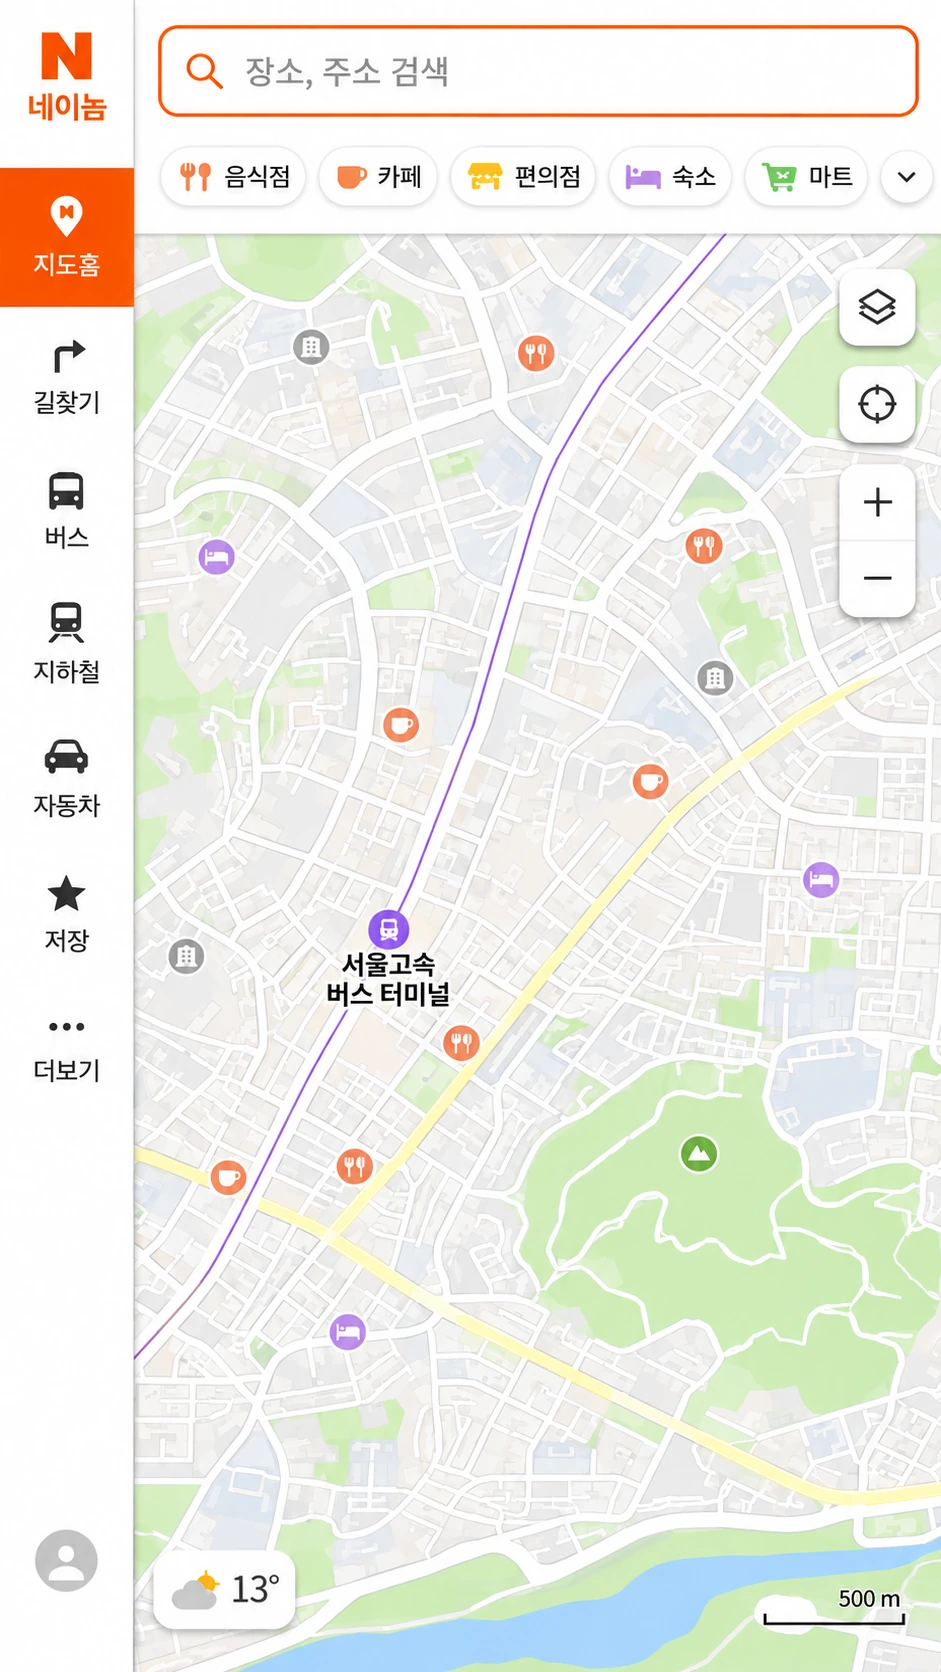 N
네이놈
장소, 주소 검색
음식점
카페
편의점
숙소
마트
지도홈
길찾기
버스
지하철
자동차
저장
더보기
서울고속
버스 터미널
13°
500 m